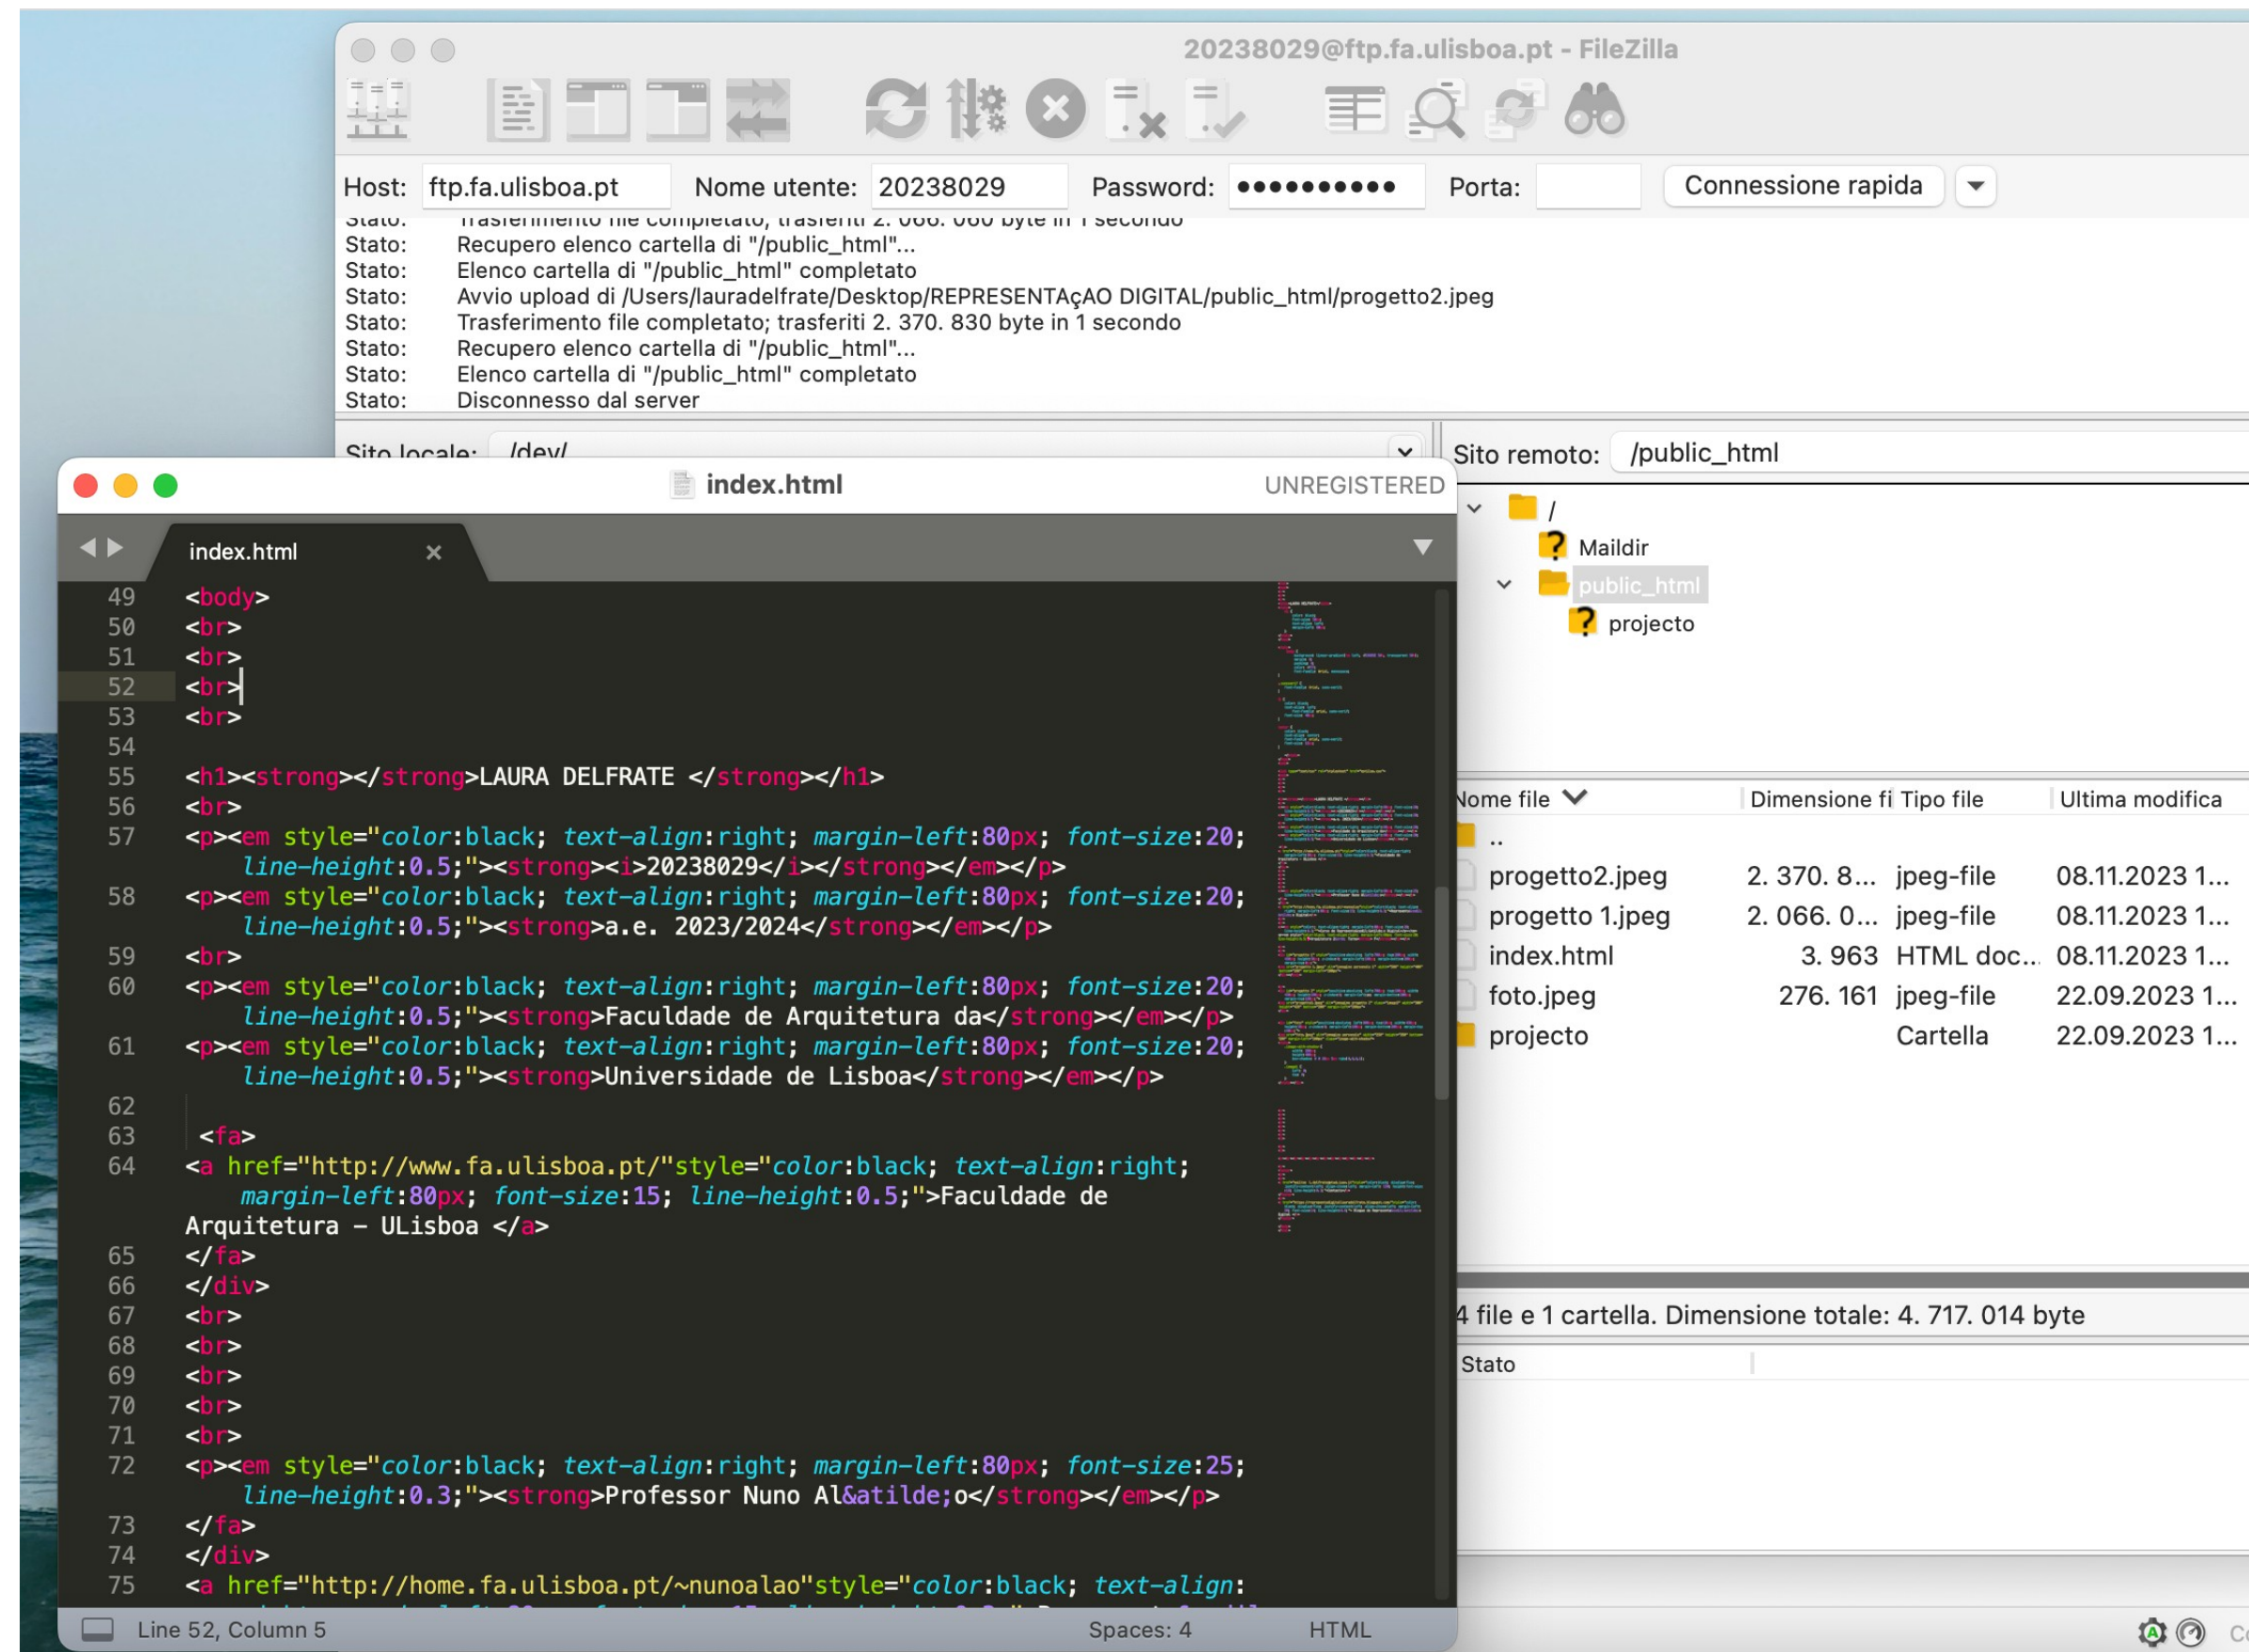 20238029@ftp.fa.ulisboa.pt - FileZilla
Host: ftp.fa.ulisboa.pt Nome utente: 20238029 Password: •••••••••• Porta: Connessione rapida
Stato: Trasferimento file completato; trasferiti 2. 066. 060 byte in 1 secondo
Stato: Recupero elenco cartella di "/public_html"...
Stato: Elenco cartella di "/public_html" completato
Stato: Avvio upload di /Users/lauradelfrate/Desktop/REPRESENTAçAO DIGITAL/public_html/progetto2.jpeg
Stato: Trasferimento file completato; trasferiti 2. 370. 830 byte in 1 secondo
Stato: Recupero elenco cartella di "/public_html"...
Stato: Elenco cartella di "/public_html" completato
Stato: Disconnesso dal server
Sito locale: /dev/
Sito remoto: /public_html
/
Maildir
public_html
projecto
Nome file Dimensione fi Tipo file Ultima modifica
..
progetto2.jpeg 2. 370. 8... jpeg-file 08.11.2023 1...
progetto 1.jpeg 2. 066. 0... jpeg-file 08.11.2023 1...
index.html 3. 963 HTML doc... 08.11.2023 1...
foto.jpeg 276. 161 jpeg-file 22.09.2023 1...
projecto Cartella 22.09.2023 1...
4 file e 1 cartella. Dimensione totale: 4. 717. 014 byte
Stato
index.html UNREGISTERED
index.html ×
49 <body>
50 <br>
51 <br>
52 <br>
53 <br>
54
55 <h1><strong></strong>LAURA DELFRATE </strong></h1>
56 <br>
57 <p><em style="color:black; text-align:right; margin-left:80px; font-size:20;
line-height:0.5;"><strong><i>20238029</i></strong></em></p>
58 <p><em style="color:black; text-align:right; margin-left:80px; font-size:20;
line-height:0.5;"><strong>a.e. 2023/2024</strong></em></p>
59 <br>
60 <p><em style="color:black; text-align:right; margin-left:80px; font-size:20;
line-height:0.5;"><strong>Faculdade de Arquitetura da</strong></em></p>
61 <p><em style="color:black; text-align:right; margin-left:80px; font-size:20;
line-height:0.5;"><strong>Universidade de Lisboa</strong></em></p>
62
63 <fa>
64 <a href="http://www.fa.ulisboa.pt/"style="color:black; text-align:right;
margin-left:80px; font-size:15; line-height:0.5;">Faculdade de
Arquitetura - ULisboa </a>
65 </fa>
66 </div>
67 <br>
68 <br>
69 <br>
70 <br>
71 <br>
72 <p><em style="color:black; text-align:right; margin-left:80px; font-size:25;
line-height:0.3;"><strong>Professor Nuno Al&atilde;o</strong></em></p>
73 </fa>
74 </div>
75 <a href="http://home.fa.ulisboa.pt/~nunoalao"style="color:black; text-align:
Line 52, Column 5 Spaces: 4 HTML